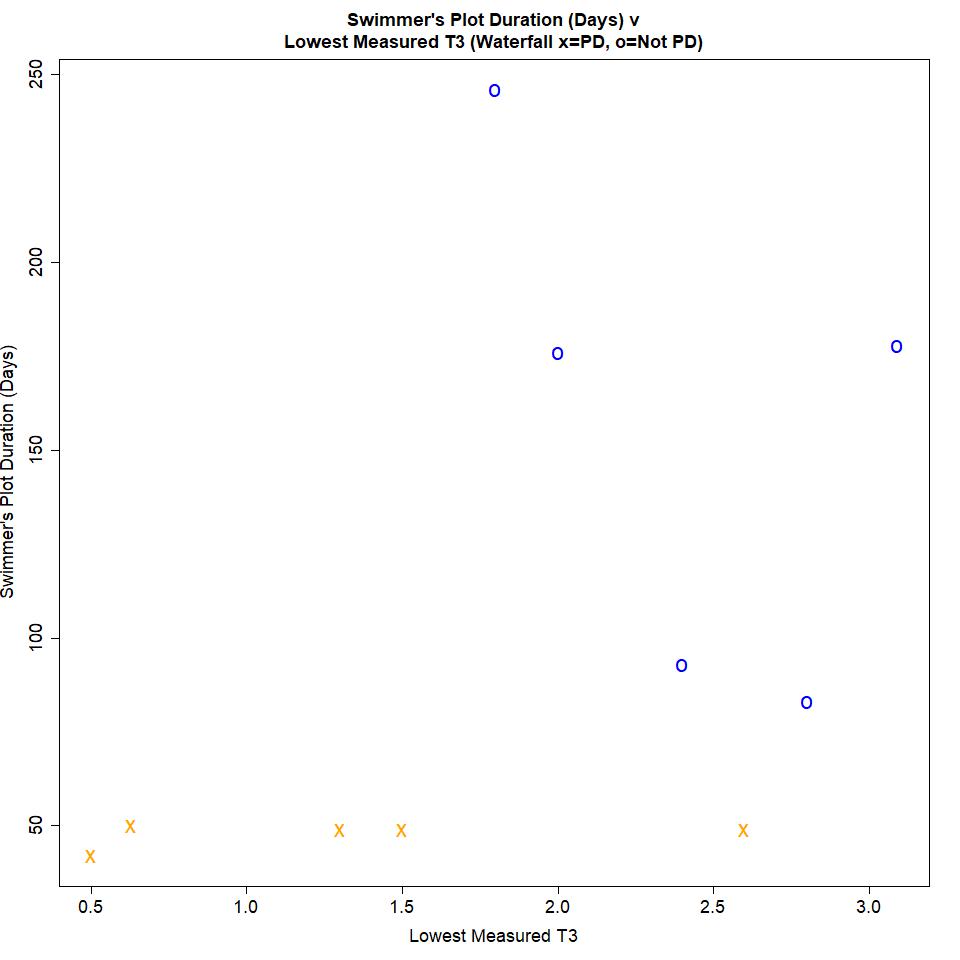 Swimmer's Plot Duration (Days) v
Lowest Measured T3 (Waterfall x=PD, o=Not PD)
Swimmer's Plot Duration (Days)
250
200
150
100
50
o
o
o
o
o
x
x
x
x
x
0.5 1.0 1.5 2.0 2.5 3.0
Lowest Measured T3